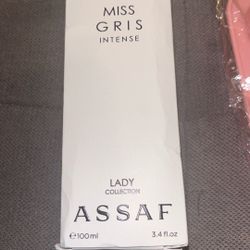 MISS
GRIS
INTENSE
LADY
COLLECTION
ASSAF
℮100ml 3.4 fl.oz